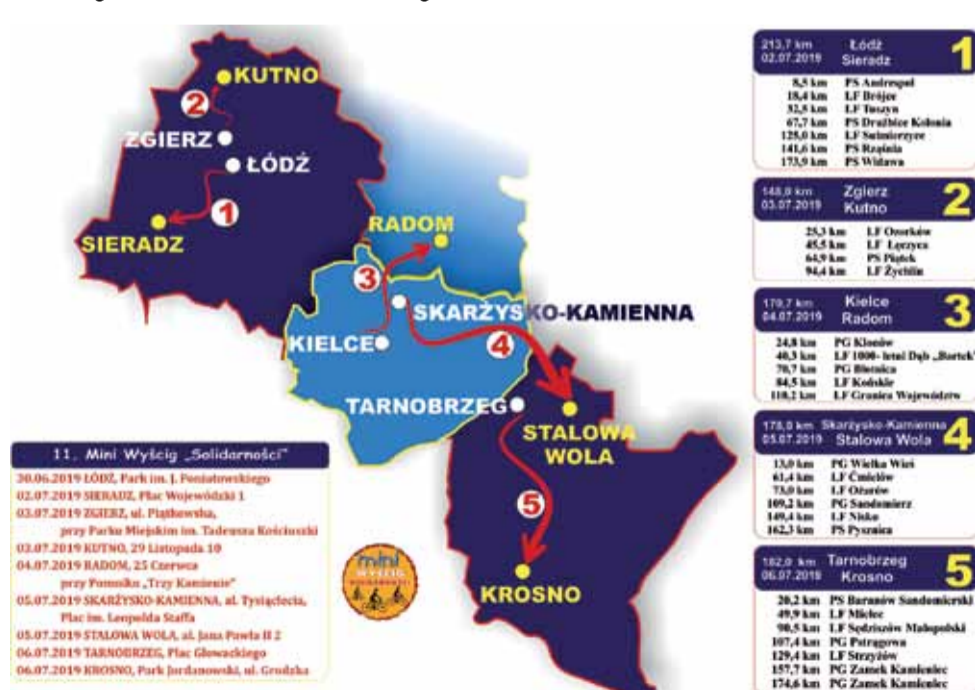 KUTNO
2
ZGIERZ
ŁÓDŹ
1
SIERADZ
RADOM
3
SKARŻYSKO-KAMIENNA
KIELCE
4
TARNOBRZEG
STALOWA
WOLA
5
KROSNO
11. Mini Wyścig „Solidarności”
30.06.2019 ŁÓDŹ, Park im. J. Poniatowskiego
02.07.2019 SIERADZ, Plac Wojewódzki 1
03.07.2019 ZGIERZ, ul. Piątkowska,
przy Parku Miejskim im. Tadeusza Kościuszki
03.07.2019 KUTNO, 29 Listopada 10
04.07.2019 RADOM, 25 Czerwca
przy Pomniku „Trzy Kamienie”
05.07.2019 SKARŻYSKO-KAMIENNA, al. Tysiąclecia,
Plac im. Leopolda Staffa
05.07.2019 STALOWA WOLA, al. Jana Pawła II 2
06.07.2019 TARNOBRZEG, Plac Głowackiego
06.07.2019 KROSNO, Park Jordanowski, ul. Grodzka
mini
WYŚCIG
213,7 km Łódź 1
02.07.2019 Sieradz
8,5 km PS Andrespol
18,4 km LF Brójce
32,5 km LF Tuszyn
67,7 km PS Drużbice Kolonia
125,0 km LF Sulmierzyce
141,6 km PS Rząśnia
173,9 km PS Widawa
148,0 km Zgierz 2
03.07.2019 Kutno
25,3 km LF Ozorków
45,5 km LF Łęczyca
64,9 km PS Piątek
94,4 km LF Żychlin
179,7 km Kielce 3
04.07.2019 Radom
24,8 km PG Klonów
40,3 km LF 1000- letni Dąb „Bartek”
70,7 km PG Błotnica
84,5 km LF Końskie
118,2 km LF Granica Województw
178,0 km Skarżysko-Kamienna 4
05.07.2019 Stalowa Wola
13,0 km PG Wielka Wieś
61,4 km LF Ćmielów
73,0 km LF Ożarów
109,2 km PG Sandomierz
149,4 km LF Nisko
162,3 km PS Pysznica
182,0 km Tarnobrzeg 5
06.07.2019 Krosno
20,2 km PS Baranów Sandomierski
49,9 km LF Mielec
90,5 km LF Sędziszów Małopolski
107,4 km PG Pstrągowa
129,4 km LF Strzyżów
157,7 km PG Zamek Kamieniec
174,6 km PG Zamek Kamieniec